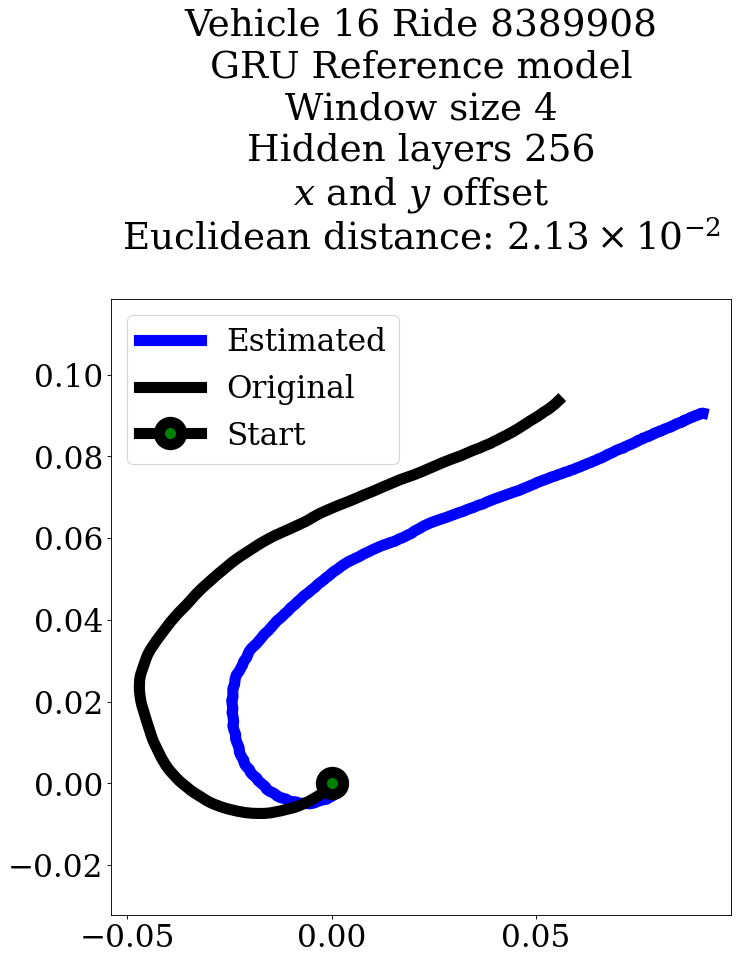 Vehicle 16 Ride 8389908
GRU Reference model
Window size 4
Hidden layers 256
x and y offset
Euclidean distance: 2.13 × 10⁻²
Estimated
Original
Start
0.10
0.08
0.06
0.04
0.02
0.00
−0.02
−0.05
0.00
0.05